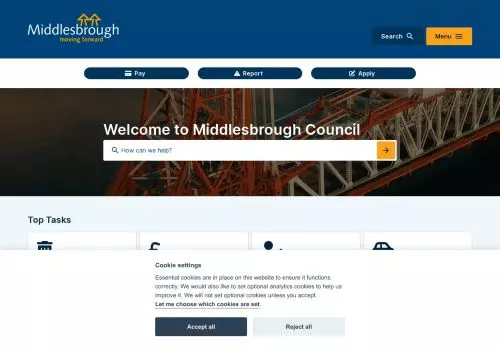 Middlesbrough
moving forward
Search
Menu
Pay
Report
Apply
Welcome to Middlesbrough Council
How can we help?
Top Tasks
Cookie settings
Essential cookies are in place on this website to ensure it functions
correctly. We would also like to set optional analytics cookies to help us
improve it. We will not set optional cookies unless you accept.
Let me choose which cookies are set.
Accept all
Reject all